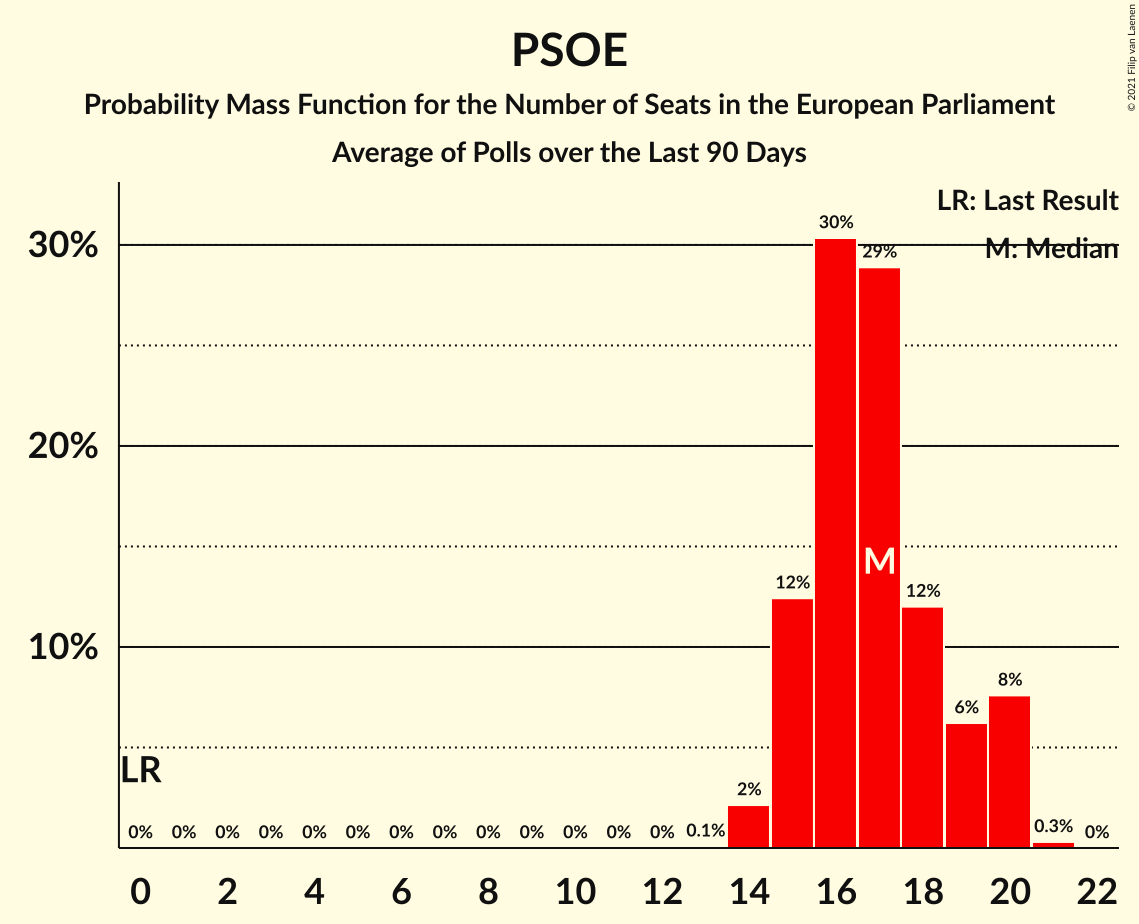 PSOE
Probability Mass Function for the Number of Seats in the European Parliament
Average of Polls over the Last 90 Days
© 2021 Filip van Laenen
LR: Last Result
M: Median
30%
20%
10%
30%
29%
M
12%
12%
8%
6%
LR
2%
0% 0% 0% 0% 0% 0% 0% 0% 0% 0% 0% 0% 0% 0.1% 0.3% 0%
0 2 4 6 8 10 12 14 16 18 20 22